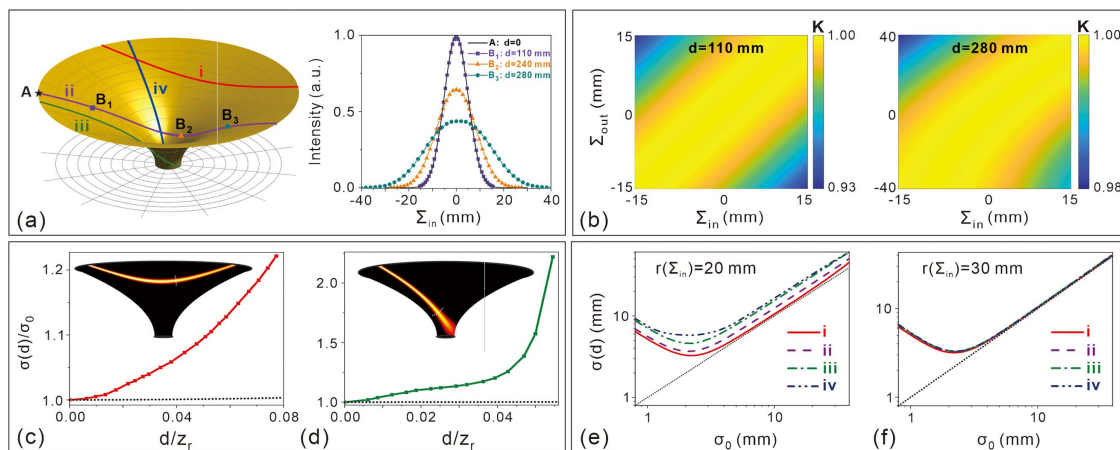 A
ii
B₁
iii
iv
i
B₂
B₃
(a)
Intensity (a.u.)
1.0
0.5
0.0
A: d=0
B₁: d=110 mm
B₂: d=240 mm
B₃: d=280 mm
-40 -20 0 20 40
Σin (mm)
Σout (mm)
15
0
-15
d=110 mm
K
1.00
0.93
-15 0 15
Σin (mm)
40
0
-40
d=280 mm
K
1.00
0.98
-15 0 15
Σin (mm)
(b)
σ(d)/σ₀
1.2
1.1
1.0
0.00 0.04 0.08
d/zr
(c)
2.0
1.5
1.0
0.00 0.02 0.04
d/zr
(d)
σ(d) (mm)
r(Σin)=20 mm
10
1
i
ii
iii
iv
1 10
σ₀ (mm)
(e)
r(Σin)=30 mm
10
1
i
ii
iii
iv
1 10
σ₀ (mm)
(f)